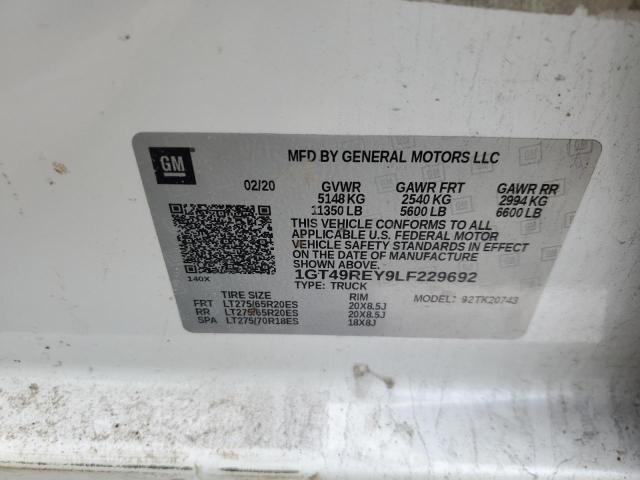 GM
MFD BY GENERAL MOTORS LLC
02/20 GVWR GAWR FRT GAWR RR
5148 KG 2540 KG 2994 KG
11350 LB 5600 LB 6600 LB
THIS VEHICLE CONFORMS TO ALL
APPLICABLE U.S. FEDERAL MOTOR
VEHICLE SAFETY STANDARDS IN EFFECT
ON THE DATE OF MANUFACTURE
SHOWN ABOVE.
140X 1GT49REY9LF229692
TYPE: TRUCK
TIRE SIZE RIM MODEL: 92TK20743
FRT LT275/65R20ES 20X8.5J
RR LT275/65R20ES 20X8.5J
SPA LT275/70R18ES 18X8J